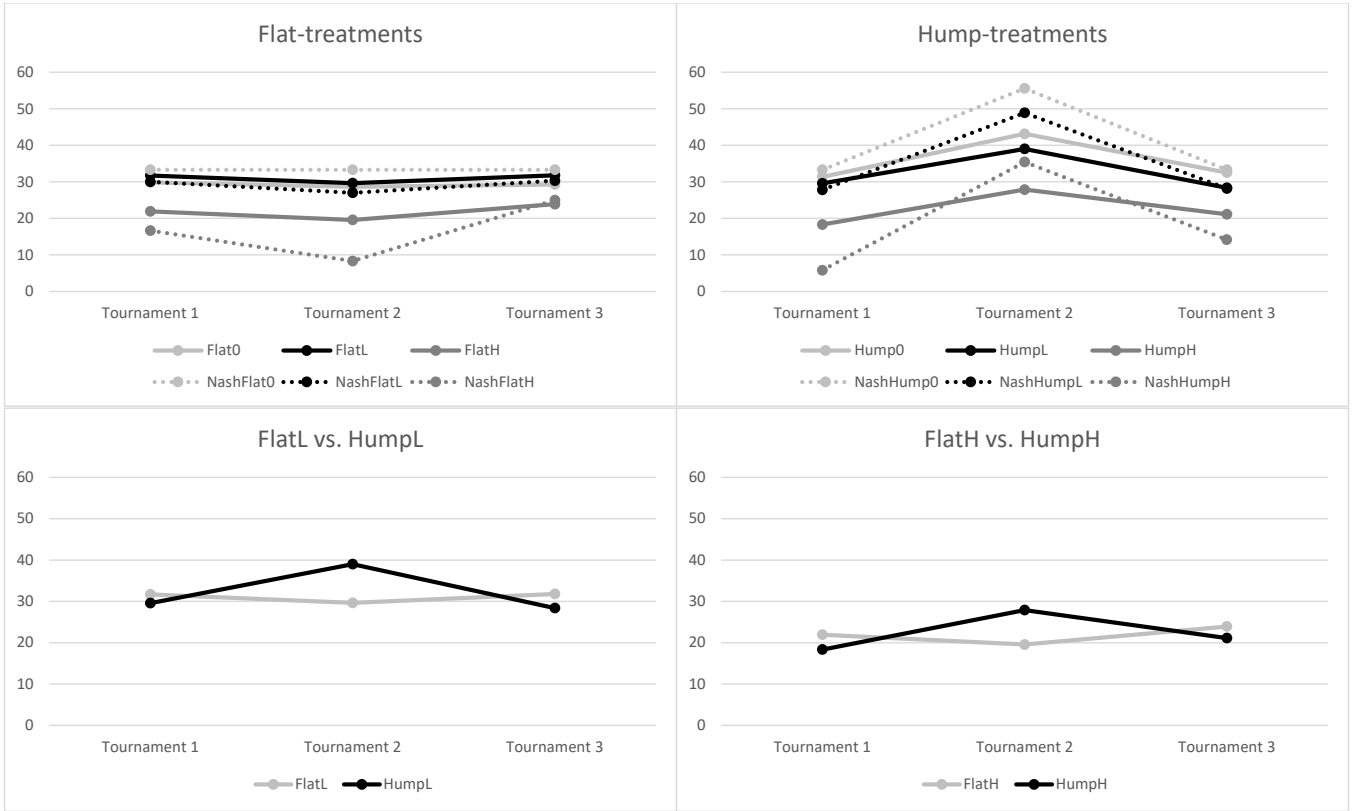 Flat-treatments
60
50
40
30
20
10
0
Tournament 1 Tournament 2 Tournament 3
Flat0 FlatL FlatH
NashFlat0 NashFlatL NashFlatH
Hump-treatments
60
50
40
30
20
10
0
Tournament 1 Tournament 2 Tournament 3
Hump0 HumpL HumpH
NashHump0 NashHumpL NashHumpH
FlatL vs. HumpL
60
50
40
30
20
10
0
Tournament 1 Tournament 2 Tournament 3
FlatL HumpL
FlatH vs. HumpH
60
50
40
30
20
10
0
Tournament 1 Tournament 2 Tournament 3
FlatH HumpH